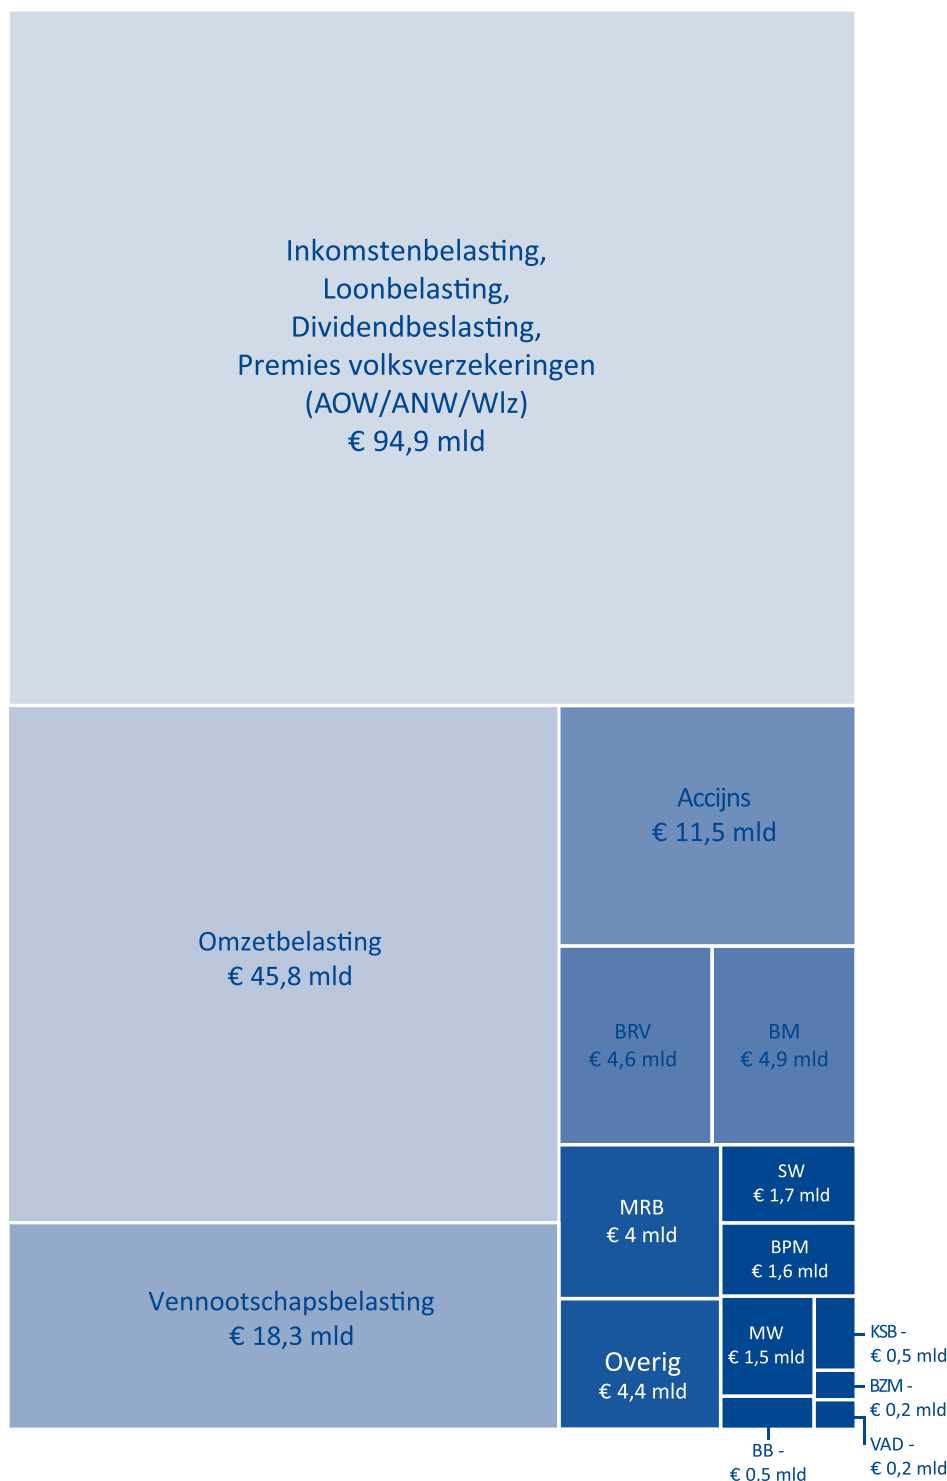 Inkomstenbelasting,
Loonbelasting,
Dividendbeslasting,
Premies volksverzekeringen
(AOW/ANW/Wlz)
€ 94,9 mld
Omzetbelasting
€ 45,8 mld
Vennootschapsbelasting
€ 18,3 mld
Accijns
€ 11,5 mld
BRV
€ 4,6 mld
BM
€ 4,9 mld
MRB
€ 4 mld
SW
€ 1,7 mld
BPM
€ 1,6 mld
Overig
€ 4,4 mld
MW
€ 1,5 mld
KSB -
€ 0,5 mld
BZM -
€ 0,2 mld
VAD -
€ 0,2 mld
BB -
€ 0.5 mld